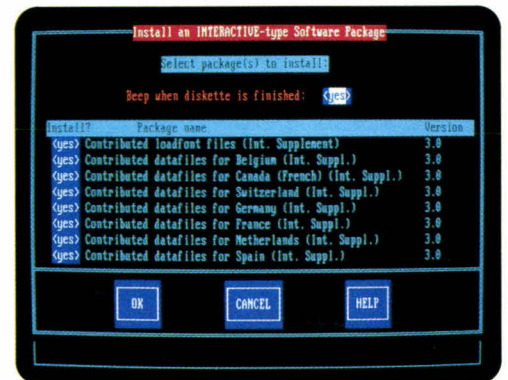 Install an INTERACTIVE-type Software Package
Select package(s) to install:
Beep when diskette is finished: <yes>
Install? Package name Version
<yes> Contributed loadfont files (Int. Supplement) 3.0
<yes> Contributed datafiles for Belgium (Int. Suppl.) 3.0
<yes> Contributed datafiles for Canada (French) (Int. Suppl.) 3.0
<yes> Contributed datafiles for Switzerland (Int. Suppl.) 3.0
<yes> Contributed datafiles for Germany (Int. Suppl.) 3.0
<yes> Contributed datafiles for France (Int. Suppl.) 3.0
<yes> Contributed datafiles for Netherlands (Int. Suppl.) 3.0
<yes> Contributed datafiles for Spain (Int. Suppl.) 3.0
OK CANCEL HELP